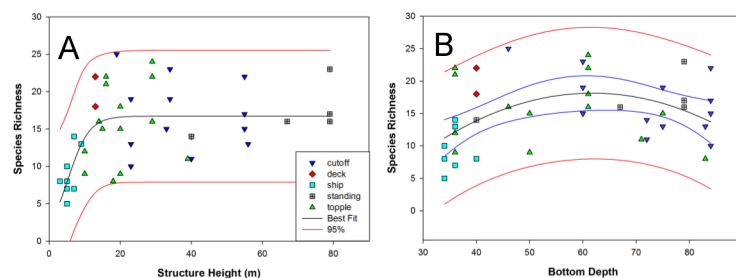 A
Species Richness
30
25
20
15
10
5
0
0 20 40 60 80
Structure Height (m)
cutoff
deck
ship
standing
topple
Best Fit
95%
B
Species Richness
30
25
20
15
10
5
0
30 40 50 60 70 80 90
Bottom Depth